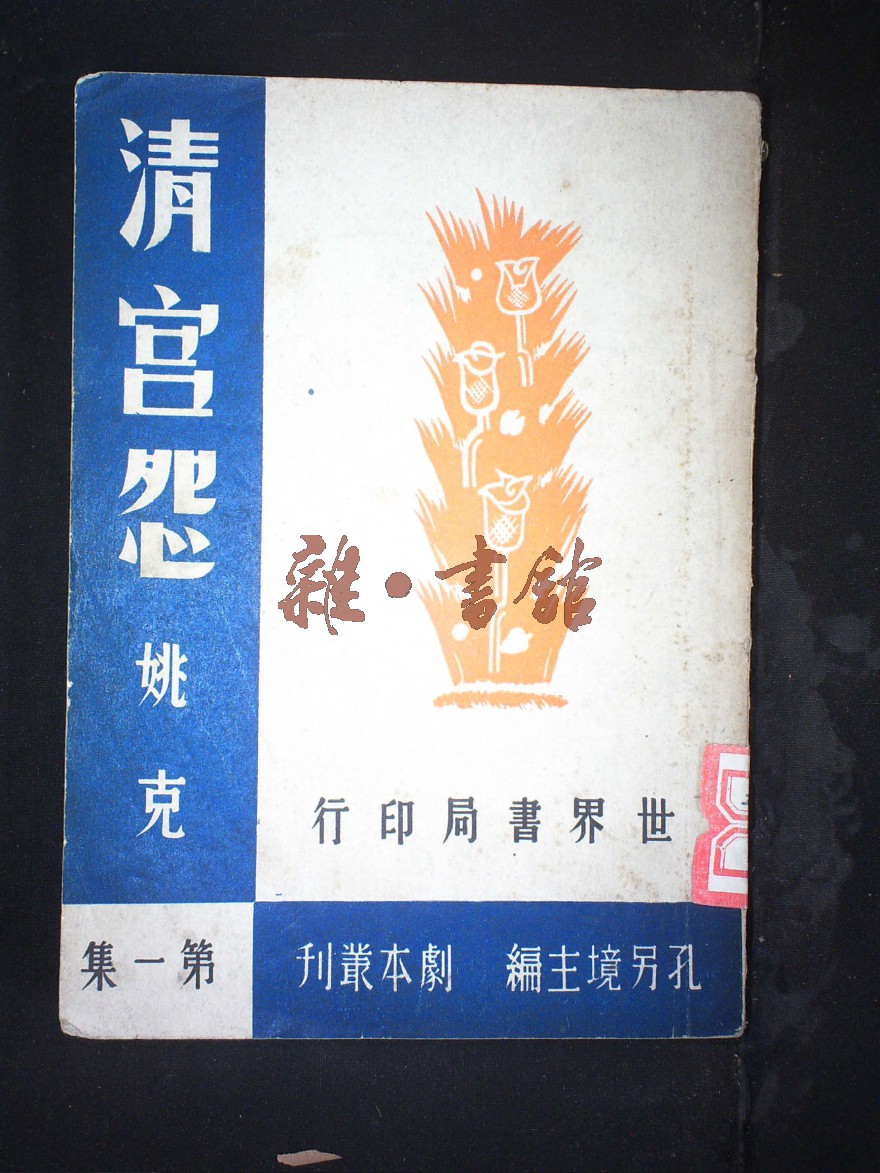 清宮怨
姚克
雜·書館
世界書局印行
孔另境主編 劇本叢刊
第一集